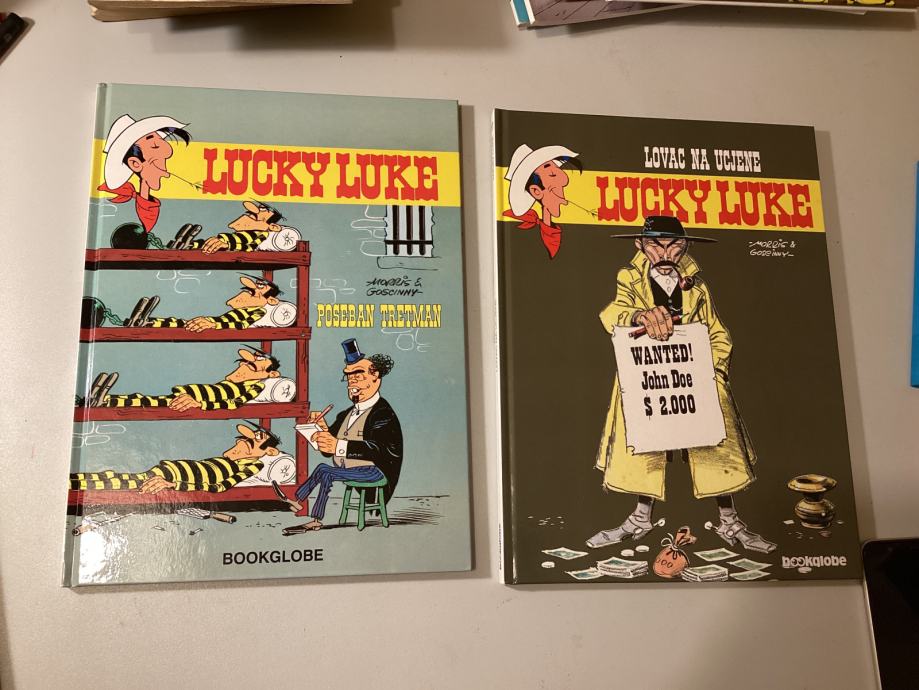 LUCKY LUKE
MORRIS &
GOSCINNY
POSEBAN TRETMAN
BOOKGLOBE
LOVAC NA UCJENE
LUCKY LUKE
MORRIS &
GOSCINNY
WANTED!
John Doe
$ 2.000
bookglobe